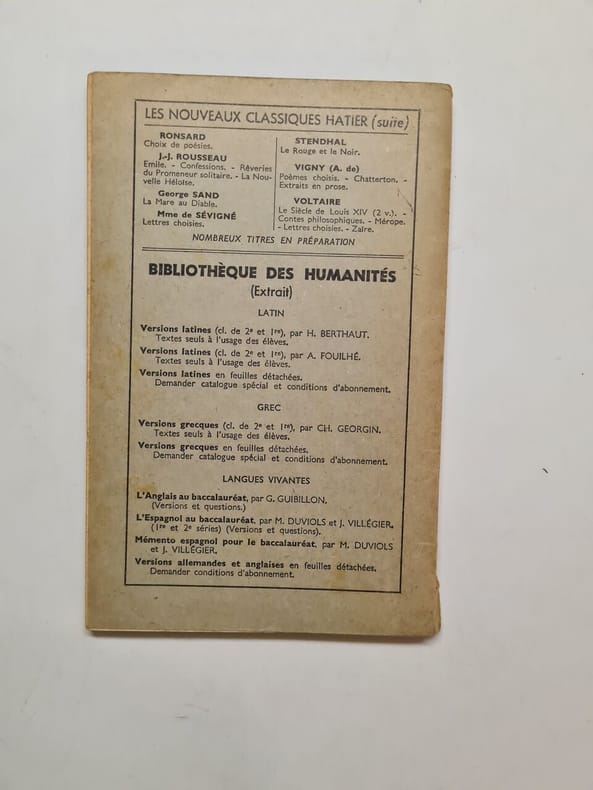 LES NOUVEAUX CLASSIQUES HATIER (suite)
RONSARD
Choix de poésies.
J.-J. ROUSSEAU
Emile. - Confessions. - Rêveries
du Promeneur solitaire. - La Nou-
velle Héloïse.
George SAND
La Mare au Diable.
Mme de SÉVIGNÉ
Lettres choisies.
STENDHAL
Le Rouge et le Noir.
VIGNY (A. de)
Poèmes choisis. - Chatterton. -
Extraits en prose.
VOLTAIRE
Le Siècle de Louis XIV (2 v.). -
Contes philosophiques. - Mérope.
- Lettres choisies. - Zaïre.
NOMBREUX TITRES EN PRÉPARATION
BIBLIOTHÈQUE DES HUMANITÉS
(Extrait)
LATIN
Versions latines (cl. de 2e et 1re), par H. BERTHAUT.
Textes seuls à l'usage des élèves.
Versions latines (cl. de 2e et 1re), par A. FOUILHÉ.
Textes seuls à l'usage des élèves.
Versions latines en feuilles détachées.
Demander catalogue spécial et conditions d'abonnement.
GREC
Versions grecques (cl. de 2e et 1re), par CH. GEORGIN.
Textes seuls à l'usage des élèves.
Versions grecques en feuilles détachées.
Demander catalogue spécial et conditions d'abonnement.
LANGUES VIVANTES
L'Anglais au baccalauréat, par G. GUIBILLON.
(Versions et questions.)
L'Espagnol au baccalauréat, par M. DUVIOLS et J. VILLÉGIER.
(1re et 2e séries) (Versions et questions).
Mémento espagnol pour le baccalauréat, par M. DUVIOLS
et J. VILLÉGIER.
Versions allemandes et anglaises en feuilles détachées.
Demander conditions d'abonnement.